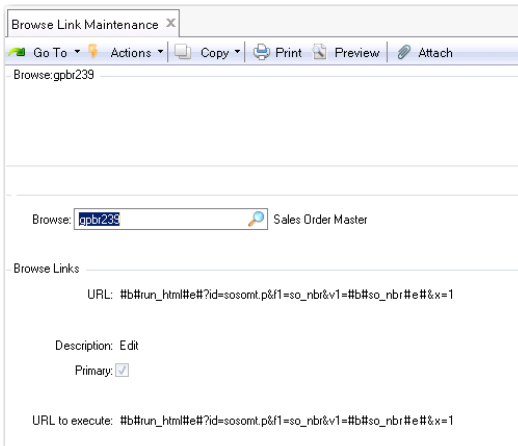 Browse Link Maintenance
Go To Actions Copy Print Preview Attach
Browse:gpbr239
Browse: gpbr239 Sales Order Master
Browse Links
URL: #b#run_html#e#?id=sosomt.p&f1=so_nbr&v1=#b#so_nbr#e#&x=1
Description: Edit
Primary:
URL to execute: #b#run_html#e#?id=sosomt.p&f1=so_nbr&v1=#b#so_nbr#e#&x=1